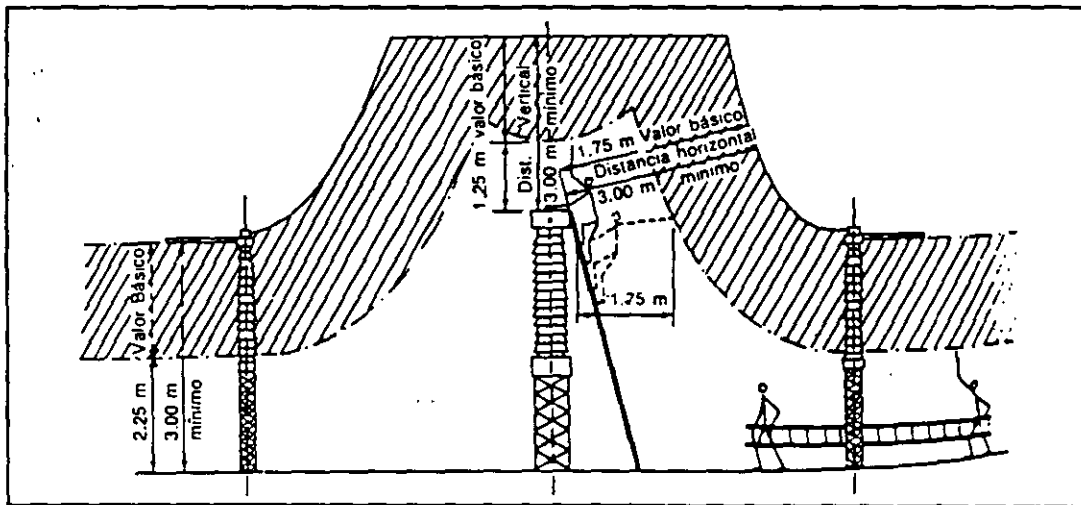 1.25 m valor básico
Dist. Vertical
3.00 m mínimo
1.75 m Valor básico
Distancia horizontal
3.00 m mínimo
1.25 m
Valor Básico
2.25 m
3.00 m
mínimo